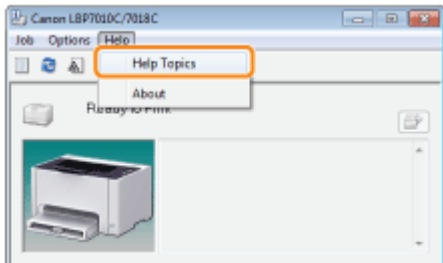 Canon LBP7010C/7018C
Job Options Help
Help Topics
About
Ready to Print